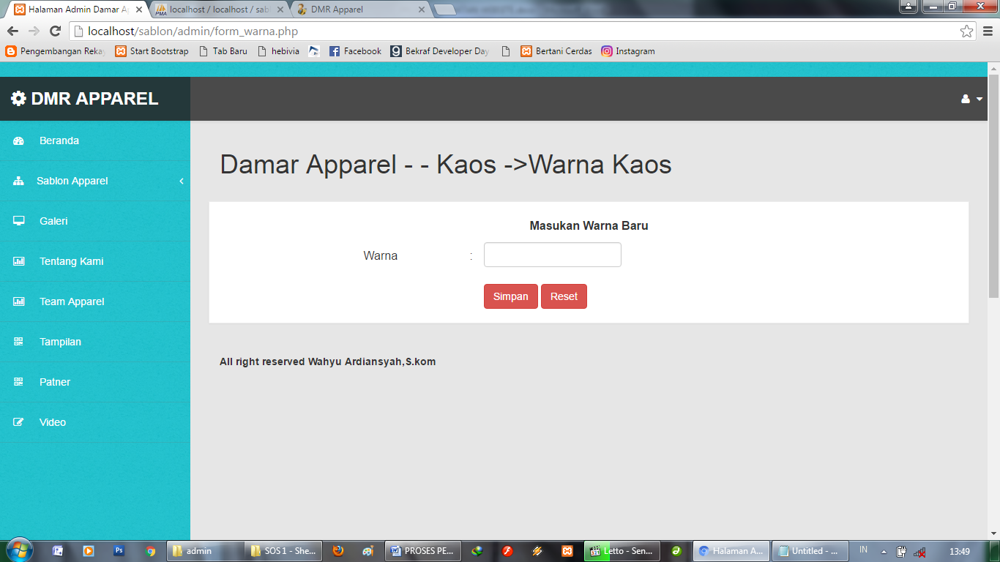 Halaman Admin Damar Ap
localhost / localhost / sabl
DMR Apparel
localhost/sablon/admin/form_warna.php
Pengembangan Reka
Start Bootstrap
Tab Baru
hebivia
Facebook
Bekraf Developer Day
Bertani Cerdas
Instagram
DMR APPAREL
Beranda
Sablon Apparel
Galeri
Tentang Kami
Team Apparel
Tampilan
Patner
Video
Damar Apparel - - Kaos ->Warna Kaos
Masukan Warna Baru
Warna :
Simpan Reset
All right reserved Wahyu Ardiansyah,S.kom
admin
SOS 1 - She...
PROSES PE...
Letto - Sen...
Halaman A...
Untitled - ...
IN
13:49